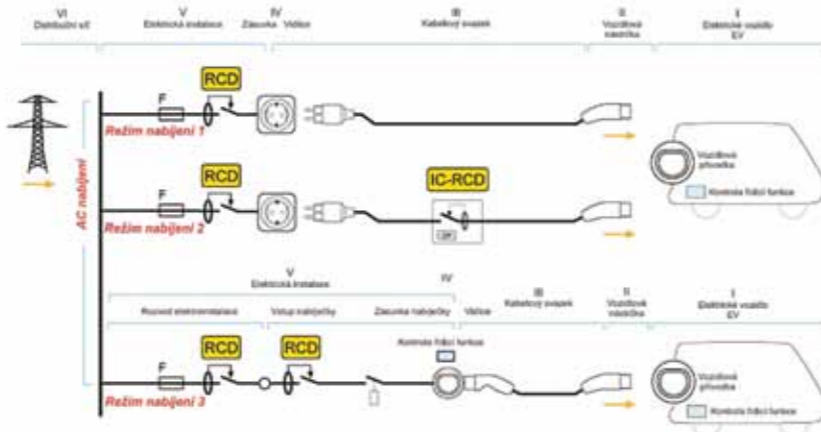 VI V IV III II I
Distribuční síť Elektrická instalace Zásuvka Vidlice Kabelový svazek Vozidlová nástrčka Elektrické vozidlo EV
RCD
F
Režim nabíjení 1
AC nabíjení
RCD
IC-RCD
F
Režim nabíjení 2
Vozidlová přívodka
Kontrola řídicí funkce
V IV III II I
Elektrická instalace Kabelový svazek Vozidlová nástrčka Elektrické vozidlo EV
Rozvod elektroinstalace Vstup nabíječky Zásuvka nabíječky Vidlice
Kontrola řídicí funkce
RCD RCD
F
Režim nabíjení 3
Vozidlová přívodka
Kontrola řídicí funkce